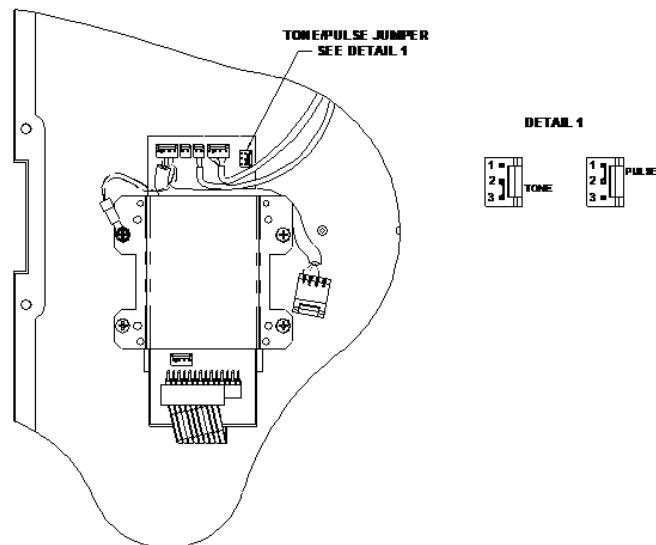 TONE/PULSE JUMPER
SEE DETAIL 1
DETAIL 1
1
2
3
TONE
1
2
3
PULSE